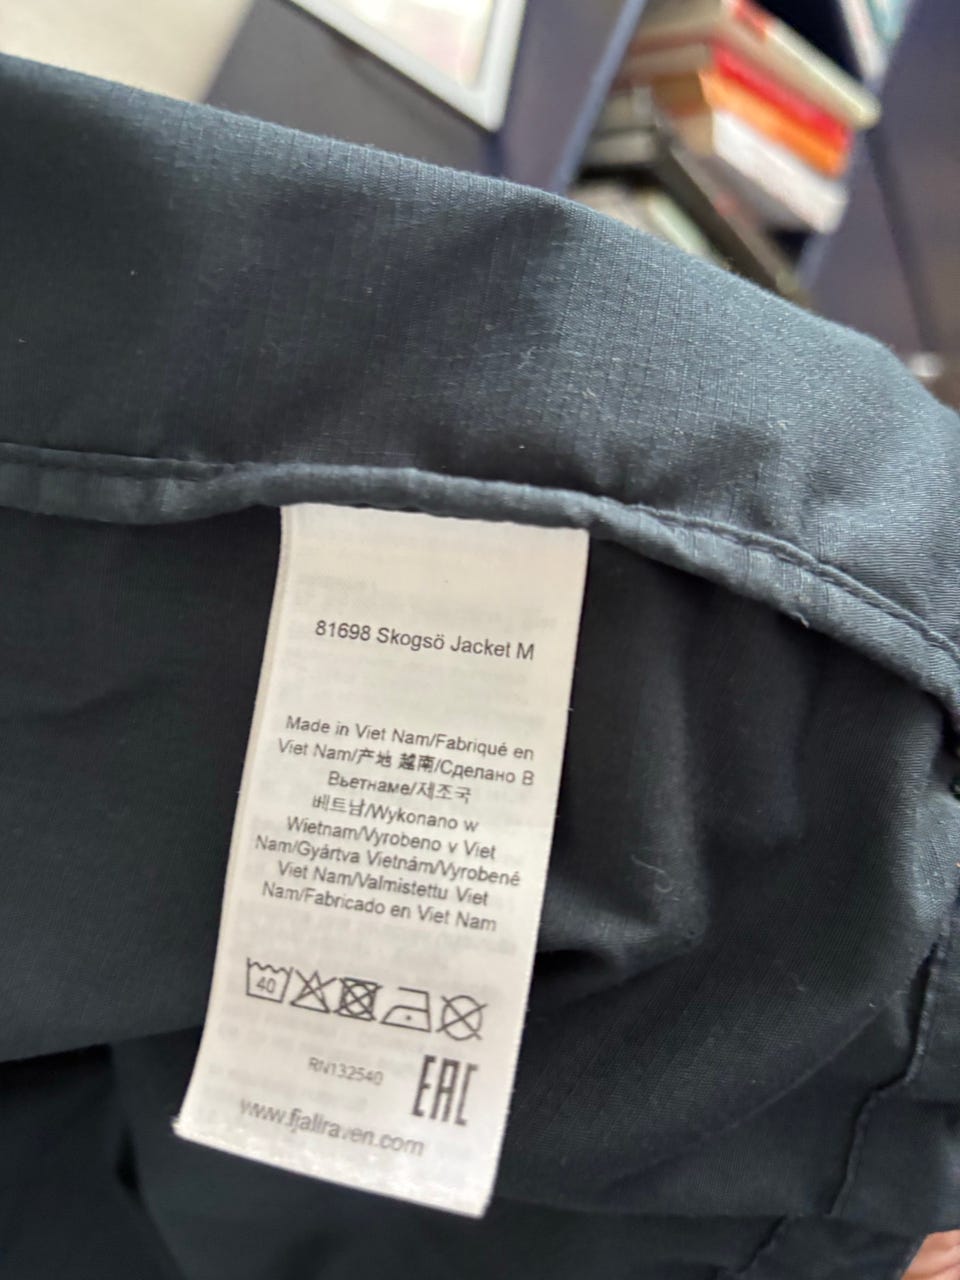 81698 Skogsö Jacket M
Made in Viet Nam/Fabriqué en
Viet Nam/产地 越南/Сделано В
Вьетнаме/제조국
베트남/Wykonano w
Wietnam/Vyrobeno v Viet
Nam/Gyártva Vietnám/Vyrobené
Viet Nam/Valmistettu Viet
Nam/Fabricado en Viet Nam
40
RN132540
EAC
www.fjallraven.com